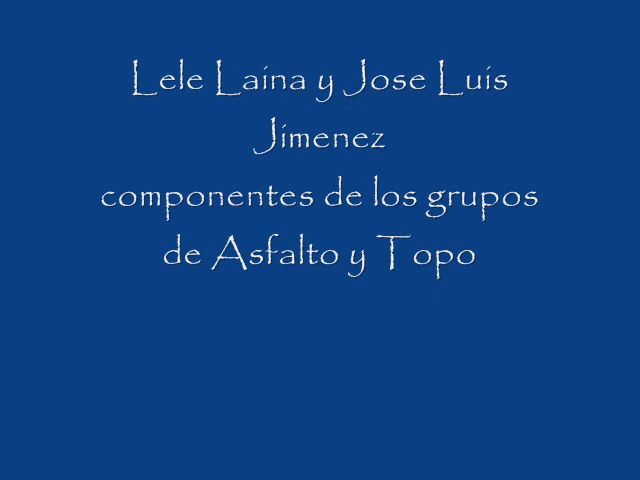 Lele Laina y Jose Luis
Jimenez
componentes de los grupos
de Asfalto y Topo